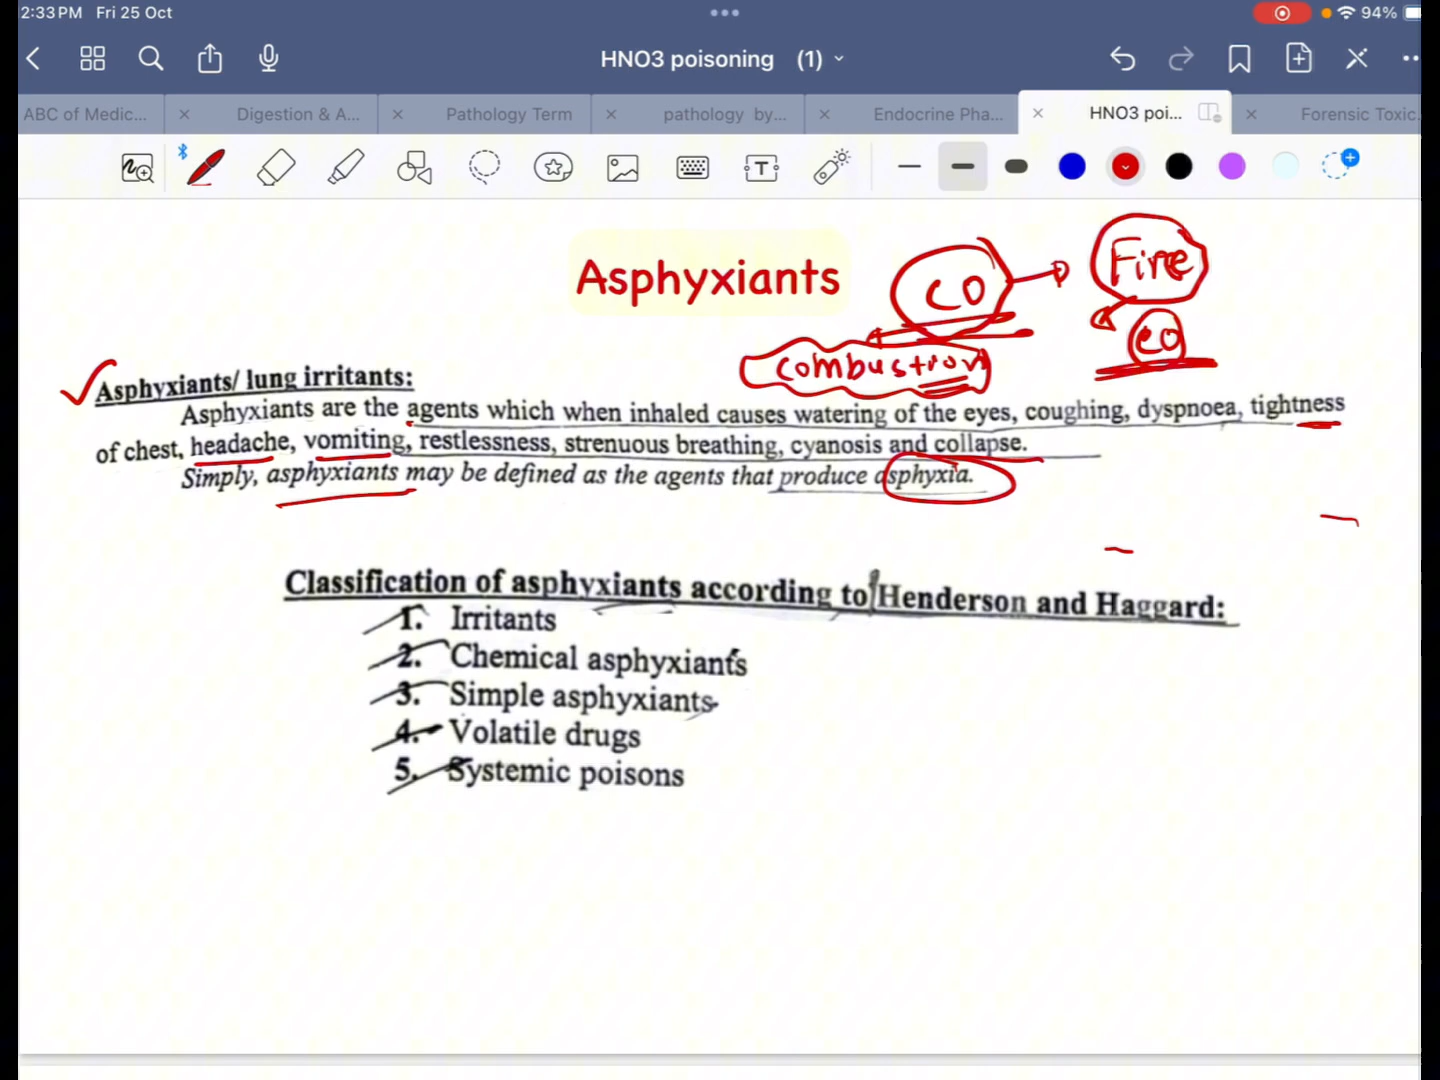 2:33 PM Fri 25 Oct
94%
HNO3 poisoning (1)
ABC of Medic...
Digestion & A...
Pathology Term
pathology by...
Endocrine Pha...
HNO3 poi...
Forensic Toxic.
T
Asphyxiants
CO
Fire
CO
Combustion
Asphyxiants/ lung irritants:
Asphyxiants are the agents which when inhaled causes watering of the eyes, coughing, dyspnoea, tightness
of chest, headache, vomiting, restlessness, strenuous breathing, cyanosis and collapse.
Simply, asphyxiants may be defined as the agents that produce asphyxia.
Classification of asphyxiants according to Henderson and Haggard:
1. Irritants
2. Chemical asphyxiants
3. Simple asphyxiants
4. Volatile drugs
5. Systemic poisons